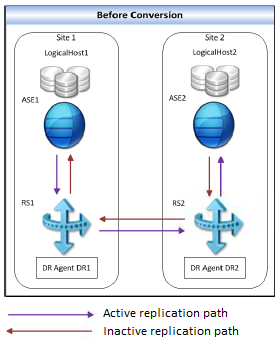 Before Conversion
Site 1
Site 2
LogicalHost1
LogicalHost2
ASE1
ASE2
RS1
RS2
DR Agent DR1
DR Agent DR2
Active replication path
Inactive replication path